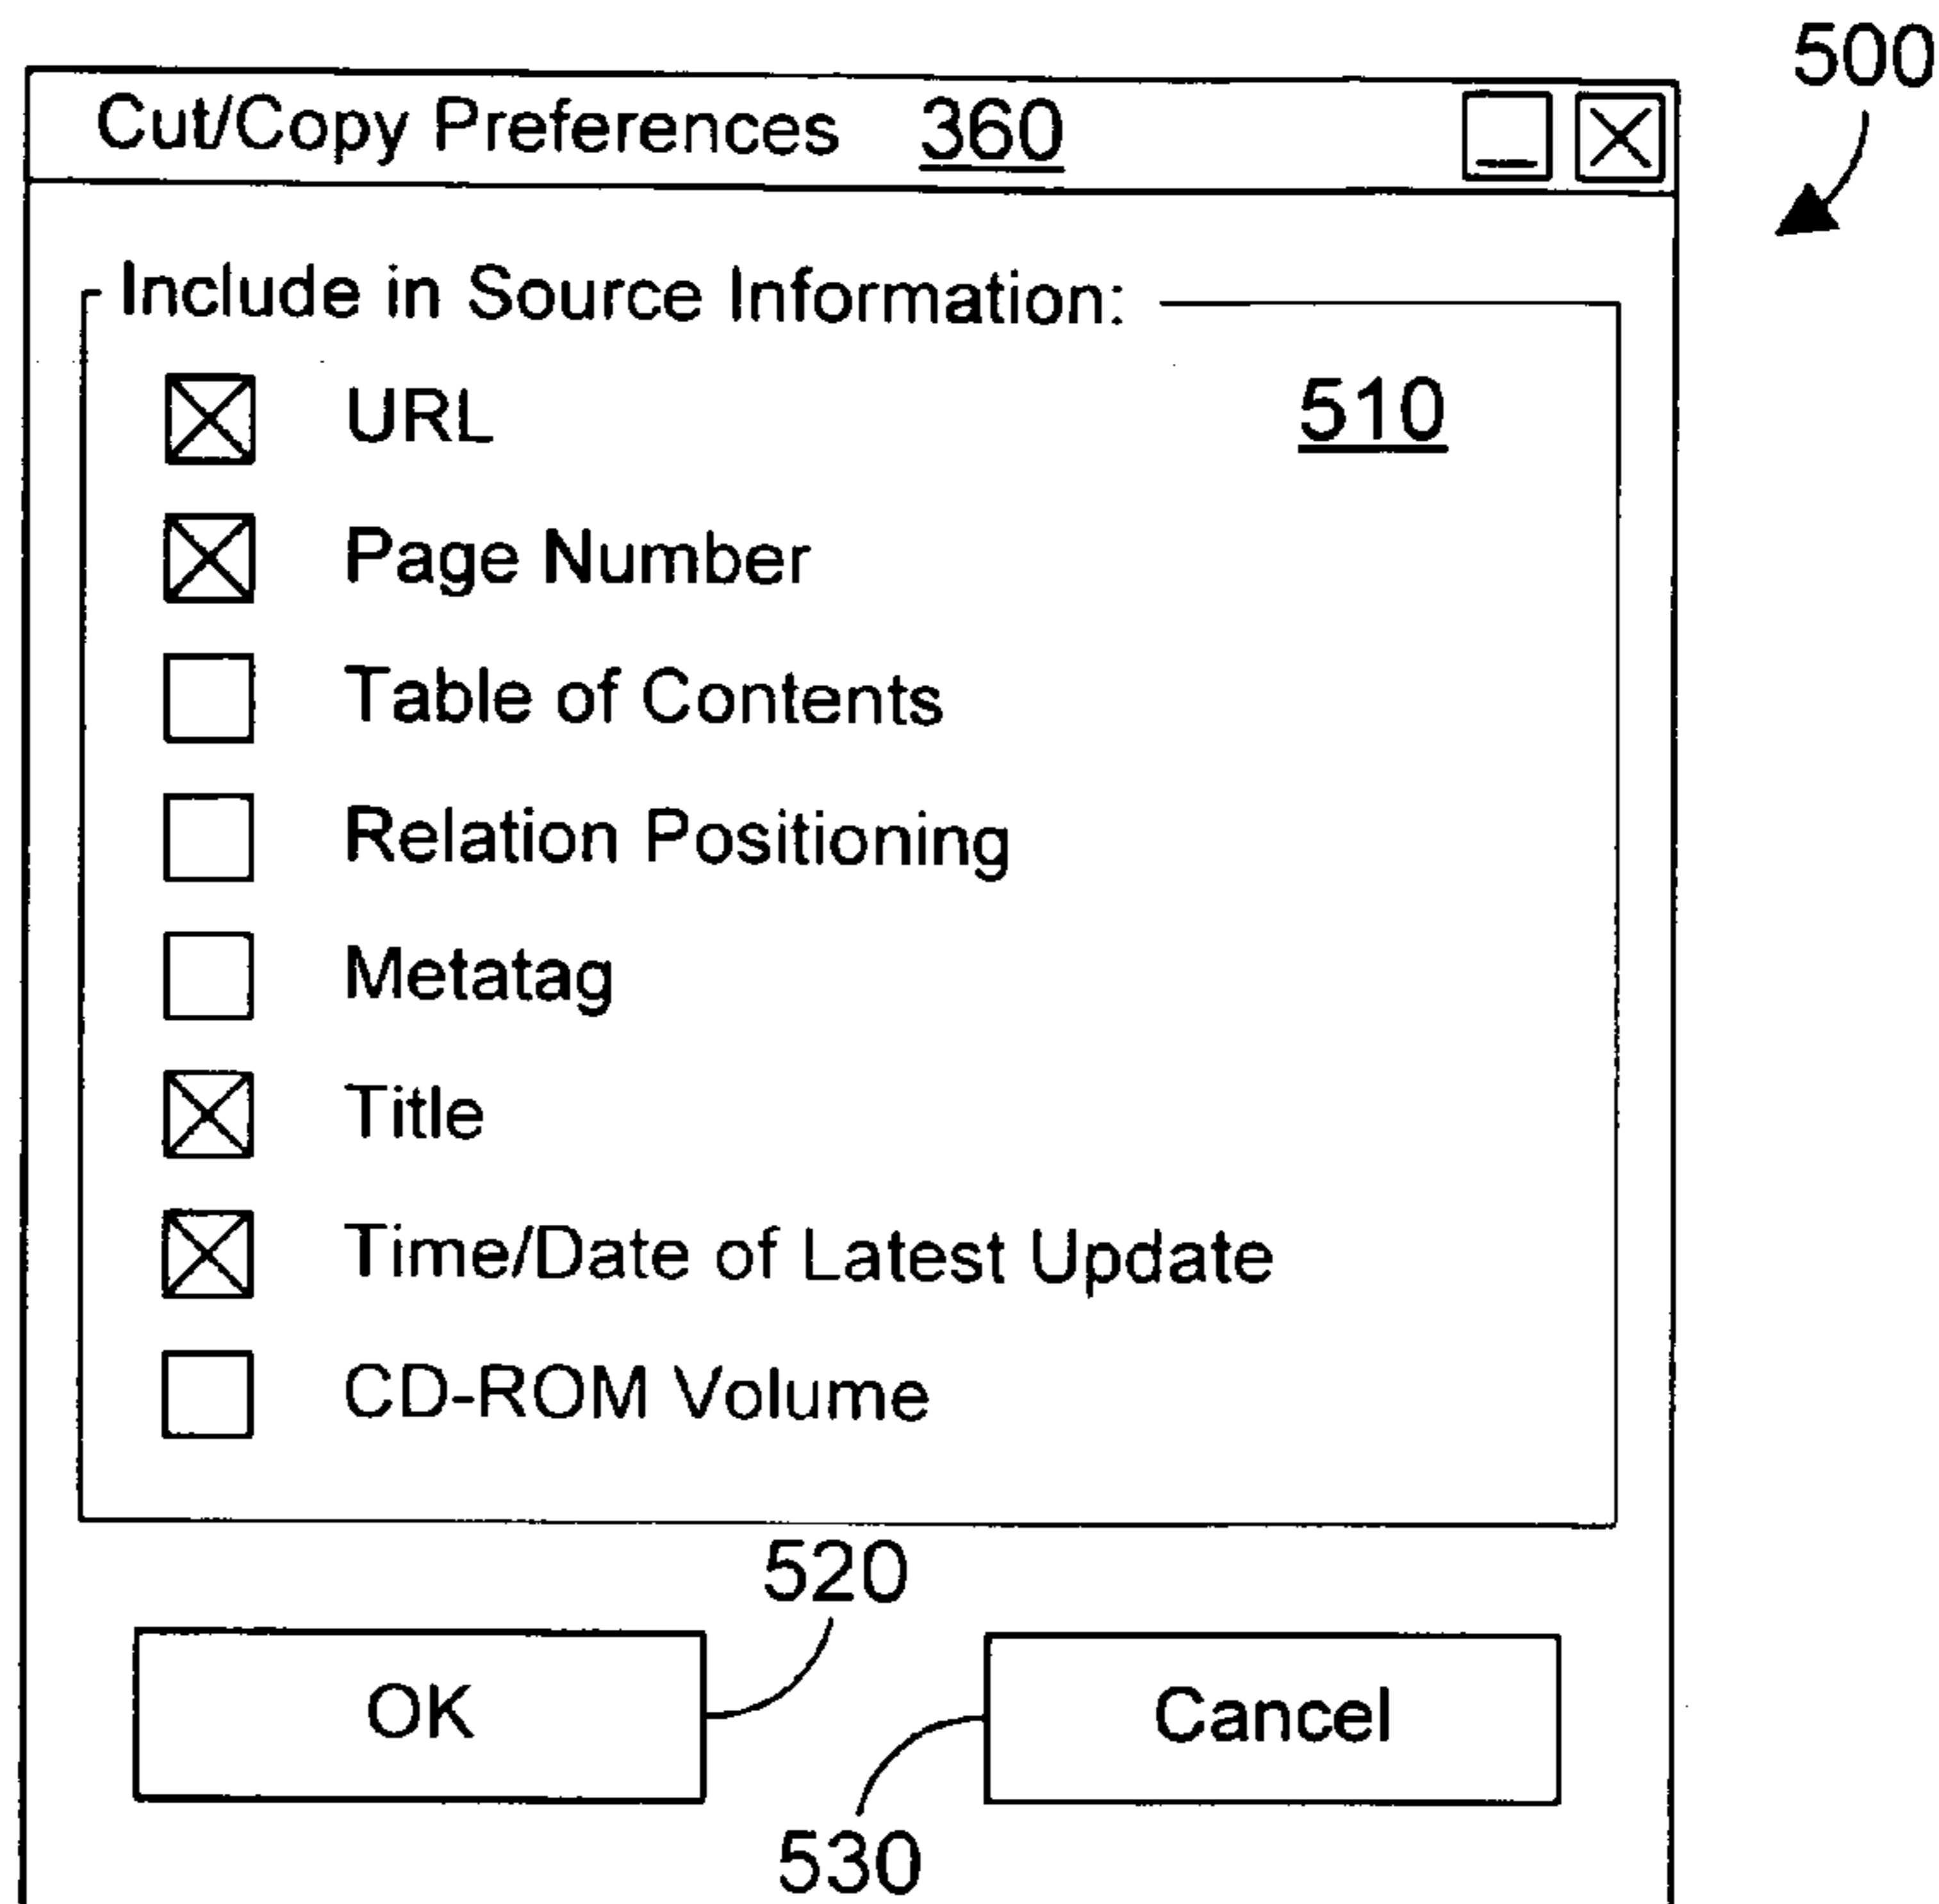 500
Cut/Copy Preferences 360
Include in Source Information:
URL 510
Page Number
Table of Contents
Relation Positioning
Metatag
Title
Time/Date of Latest Update
CD-ROM Volume
520
OK Cancel
530